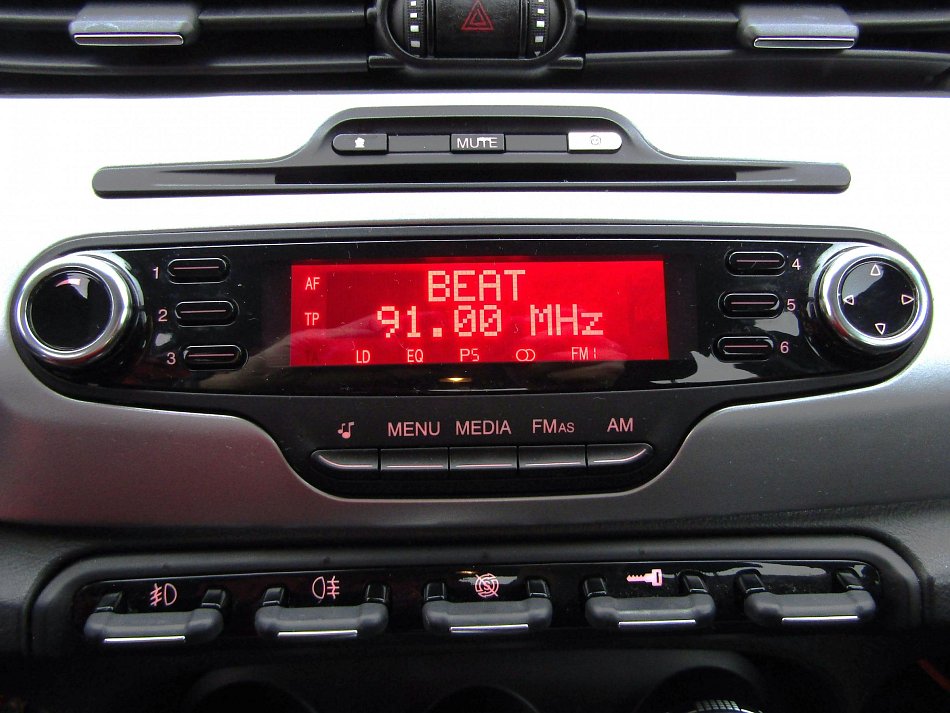 MUTE
1
2
3
AF
TP
BEAT
91.00 MHz
LD EQ PS FM1
4
5
6
MENU MEDIA FMAS AM